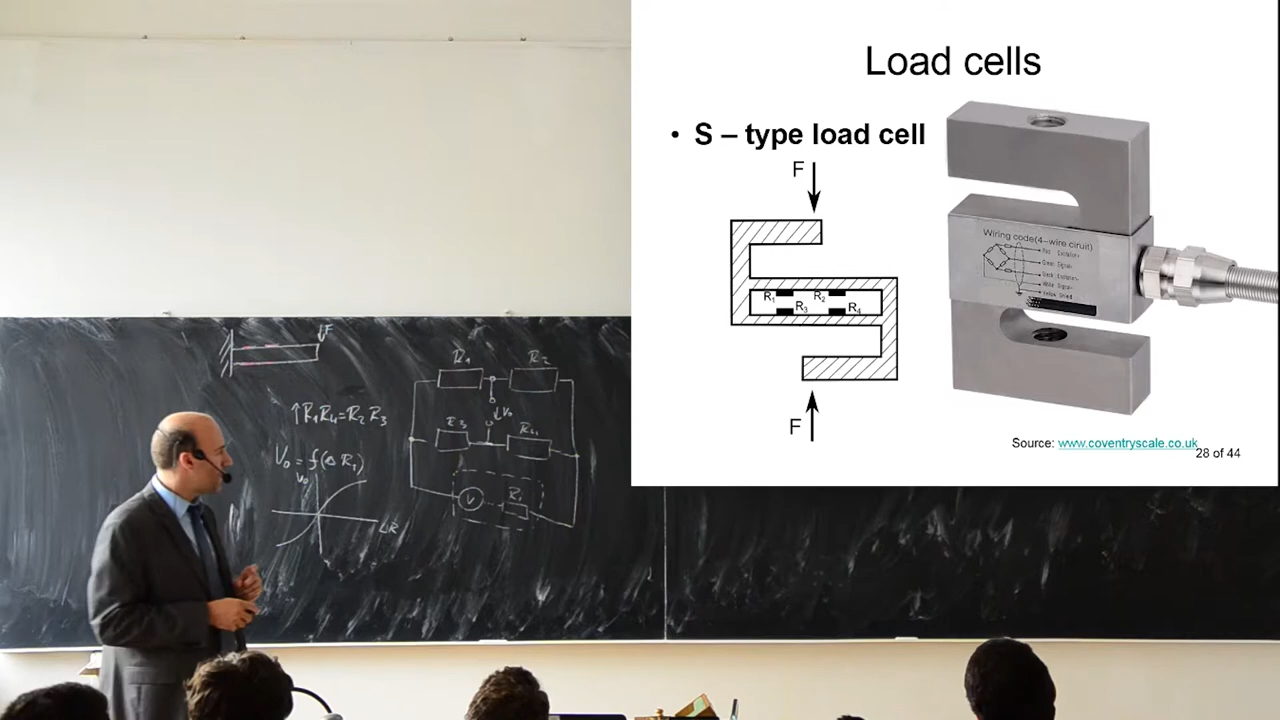 Load cells
• S – type load cell
F
R1 R2
R3 R4
F
Wiring code(4-wire ciruit)
Source: www.coventryscale.co.uk
28 of 44
F
R1 R2
↑R1R4=R2R3
V0
R3 R4
V0=f(ΔR1)
V0
V
ΔR